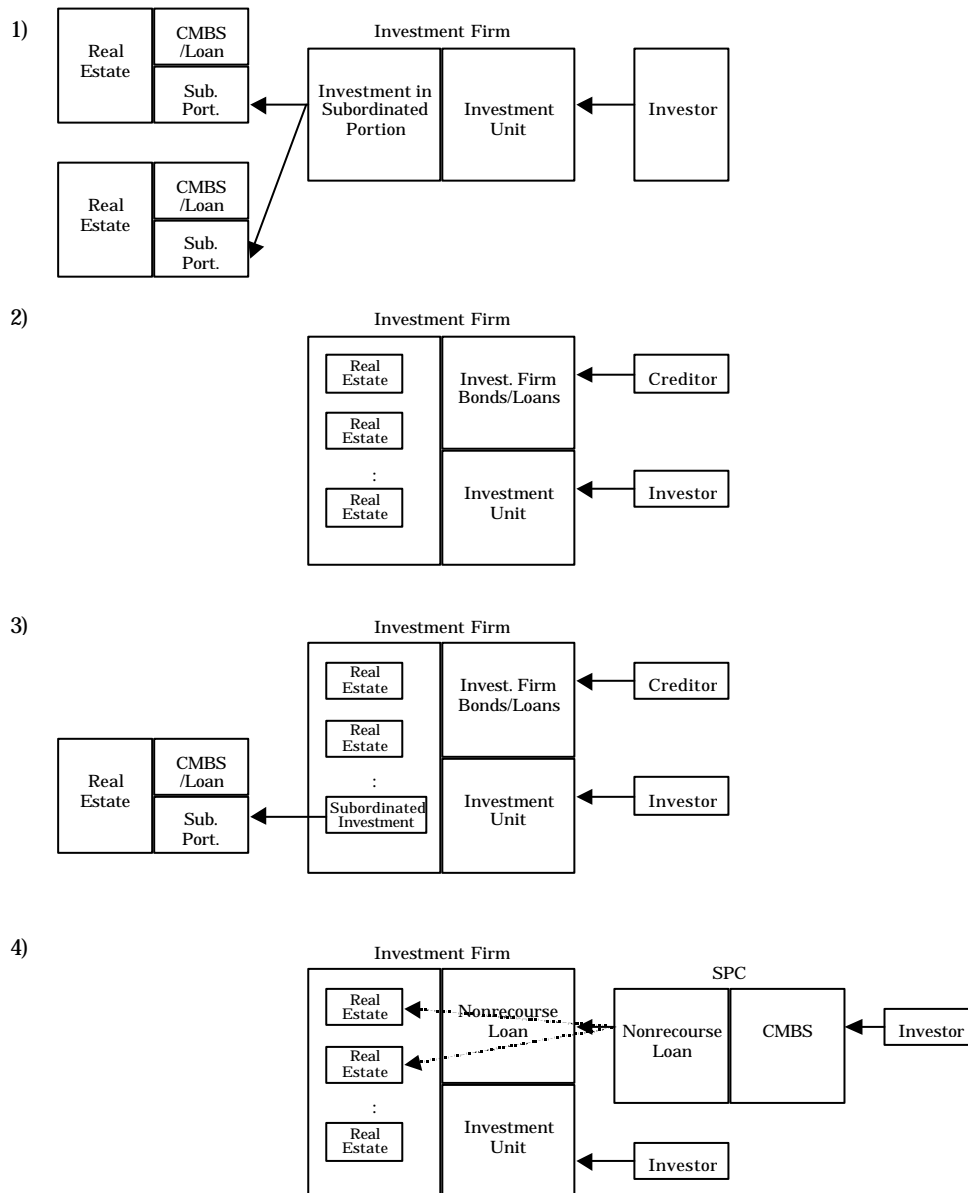 1)
Real
Estate
CMBS
/Loan
Sub.
Port.
Real
Estate
CMBS
/Loan
Sub.
Port.
Investment Firm
Investment in
Subordinated
Portion
Investment
Unit
Investor
2)
Investment Firm
Real
Estate
Real
Estate
:
Real
Estate
Invest. Firm
Bonds/Loans
Investment
Unit
Creditor
Investor
3)
Investment Firm
Real
Estate
CMBS
/Loan
Sub.
Port.
Real
Estate
Real
Estate
:
Subordinated
Investment
Invest. Firm
Bonds/Loans
Investment
Unit
Creditor
Investor
4)
Investment Firm
Real
Estate
Real
Estate
:
Real
Estate
Nonrecourse
Loan
Investment
Unit
SPC
Nonrecourse
Loan
CMBS
Investor
Investor